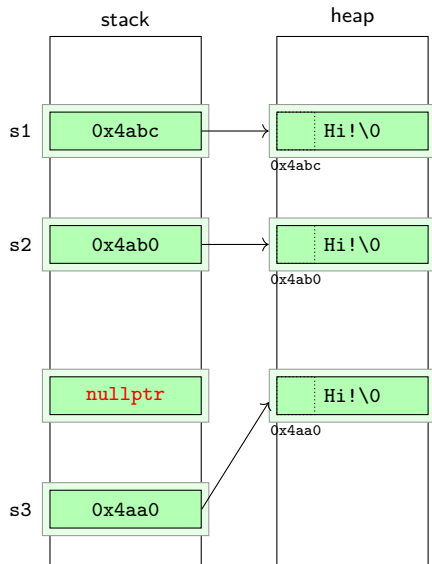 stack heap
s1 0x4abc Hi!\0
0x4abc
s2 0x4ab0 Hi!\0
0x4ab0
nullptr Hi!\0
0x4aa0
s3 0x4aa0